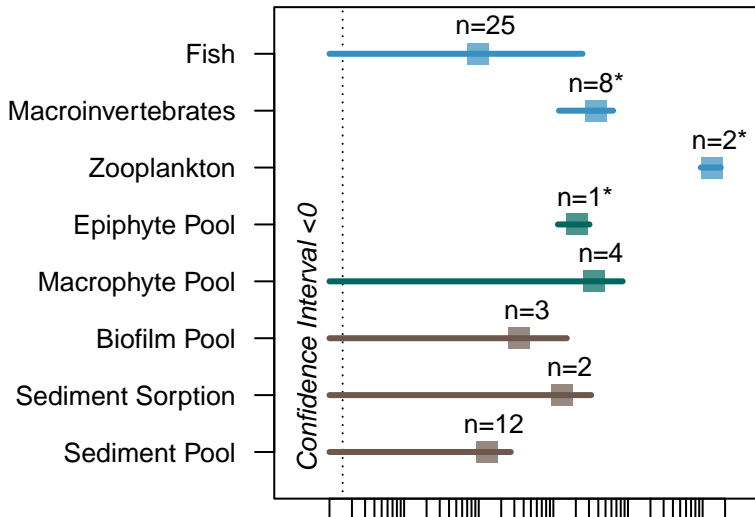 n=25
Fish
n=8*
Macroinvertebrates
n=2*
Zooplankton
n=1*
Epiphyte Pool
n=4
Macrophyte Pool
n=3
Biofilm Pool
n=2
Sediment Sorption
n=12
Sediment Pool
Confidence Interval <0